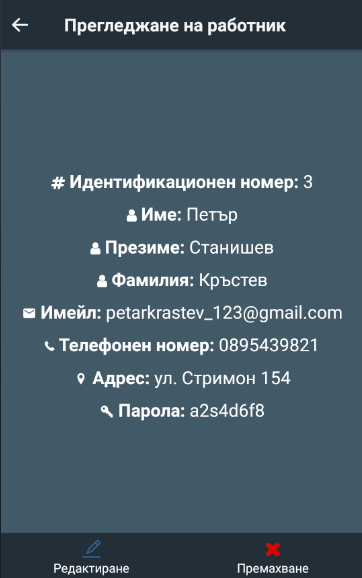 Прегледжане на работник
Идентификационен номер: 3
Име: Петър
Презиме: Станишев
Фамилия: Кръстев
Имейл: petarkrastev_123@gmail.com
Телефонен номер: 0895439821
Адрес: ул. Стримон 154
Парола: a2s4d6f8
Редактиране Премахване